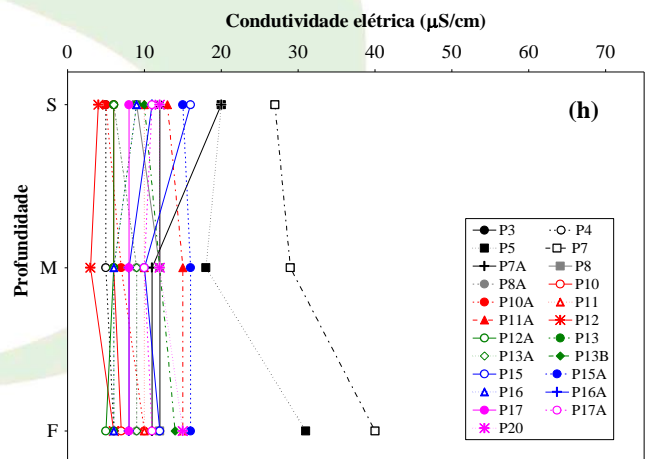 Condutividade elétrica (µS/cm)
0 10 20 30 40 50 60 70
(h)
Profundidade
S
M
F
P3 P4
P5 P7
P7A P8
P8A P10
P10A P11
P11A P12
P12A P13
P13A P13B
P15 P15A
P16 P16A
P17 P17A
P20